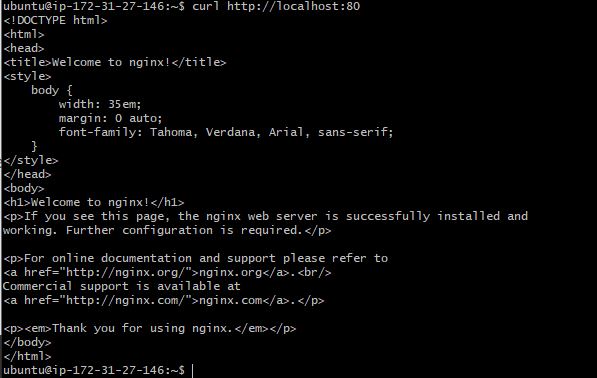 ubuntu@ip-172-31-27-146:~$ curl http://localhost:80
<!DOCTYPE html>
<html>
<head>
<title>Welcome to nginx!</title>
<style>
    body {
        width: 35em;
        margin: 0 auto;
        font-family: Tahoma, Verdana, Arial, sans-serif;
    }
</style>
</head>
<body>
<h1>Welcome to nginx!</h1>
<p>If you see this page, the nginx web server is successfully installed and
working. Further configuration is required.</p>

<p>For online documentation and support please refer to
<a href="http://nginx.org/">nginx.org</a>.<br/>
Commercial support is available at
<a href="http://nginx.com/">nginx.com</a>.</p>

<p><em>Thank you for using nginx.</em></p>
</body>
</html>
ubuntu@ip-172-31-27-146:~$